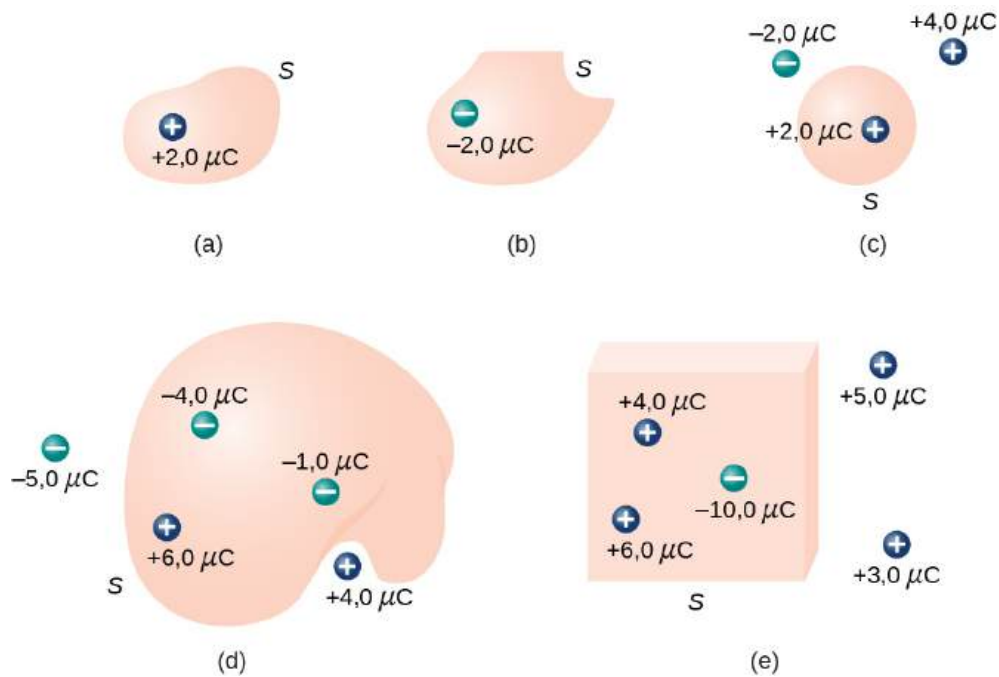 S
+2,0 μC
(a)
S
–2,0 μC
(b)
–2,0 μC
+4,0 μC
+2,0 μC
S
(c)
–4,0 μC
–5,0 μC
–1,0 μC
+6,0 μC
S
+4,0 μC
(d)
+4,0 μC
+5,0 μC
–10,0 μC
+6,0 μC
+3,0 μC
S
(e)